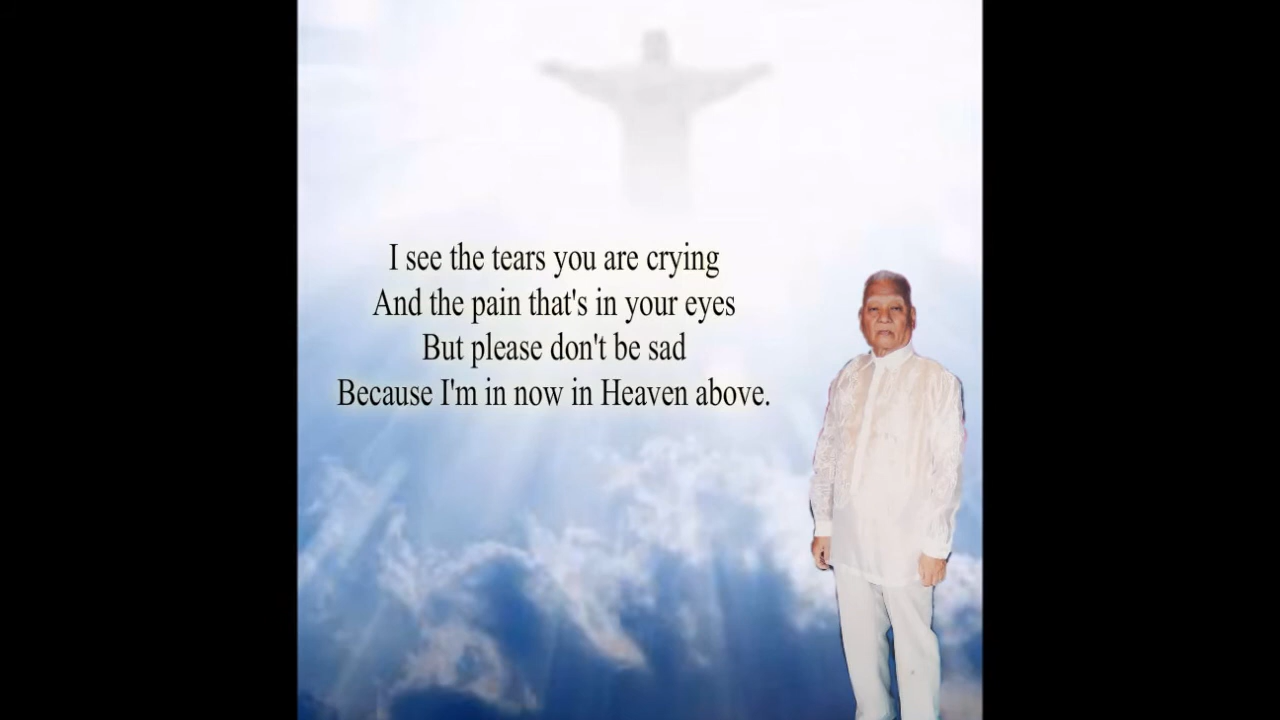 I see the tears you are crying
And the pain that's in your eyes
But please don't be sad
Because I'm in now in Heaven above.